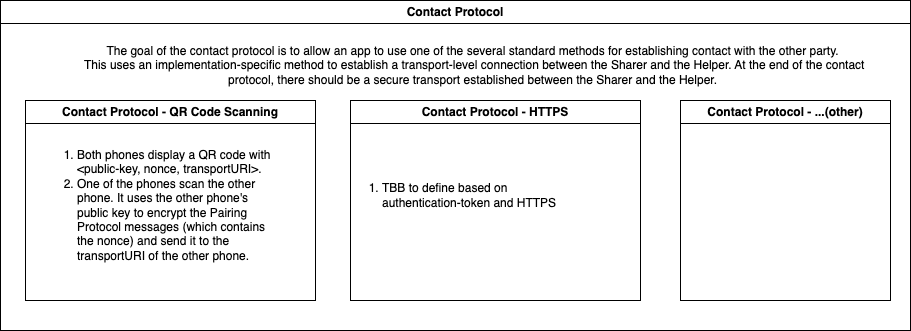 Contact Protocol
The goal of the contact protocol is to allow an app to use one of the several standard methods for establishing contact with the other party.
This uses an implementation-specific method to establish a transport-level connection between the Sharer and the Helper. At the end of the contact
protocol, there should be a secure transport established between the Sharer and the Helper.
Contact Protocol - QR Code Scanning
1. Both phones display a QR code with
<public-key, nonce, transportURI>.
2. One of the phones scan the other
phone. It uses the other phone's
public key to encrypt the Pairing
Protocol messages (which contains
the nonce) and send it to the
transportURI of the other phone.
Contact Protocol - HTTPS
1. TBB to define based on
authentication-token and HTTPS
Contact Protocol - ...(other)